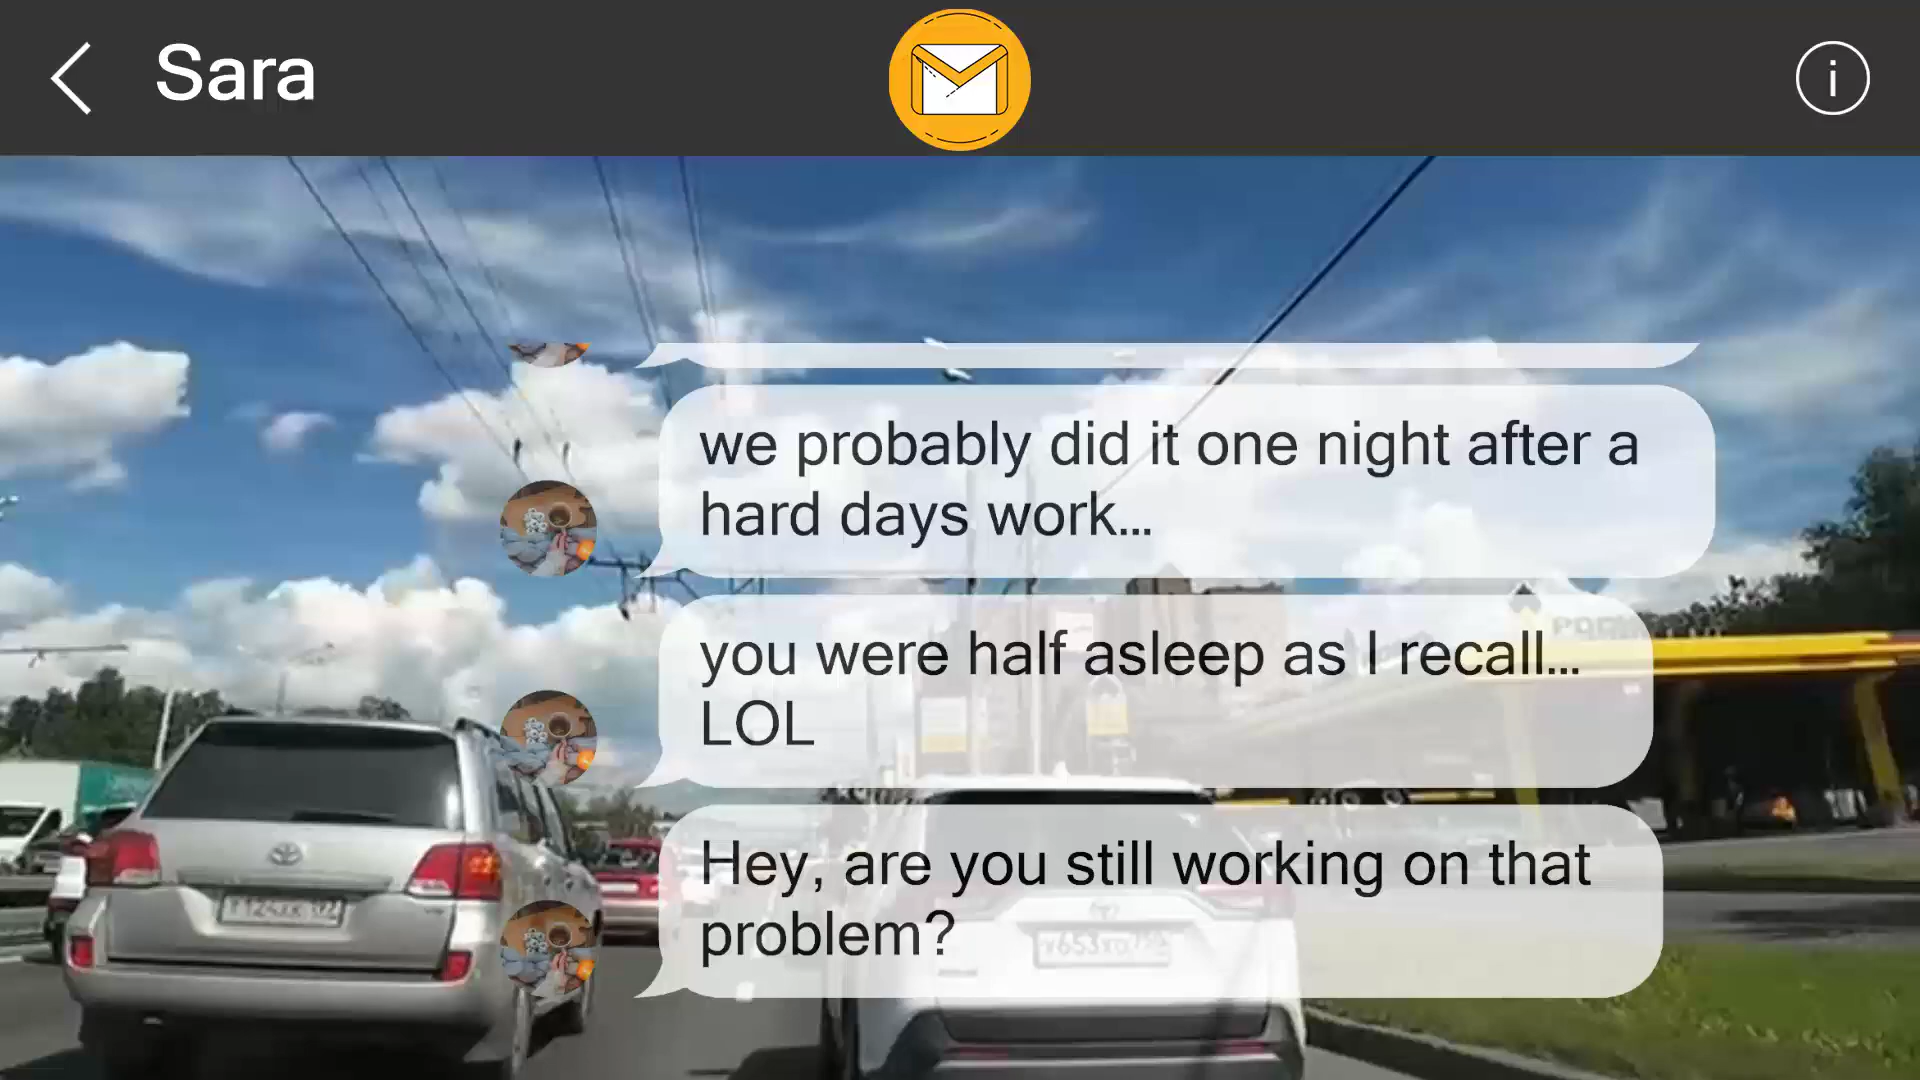 Sara
we probably did it one night after a
hard days work...
you were half asleep as I recall...
LOL
Hey, are you still working on that
problem?